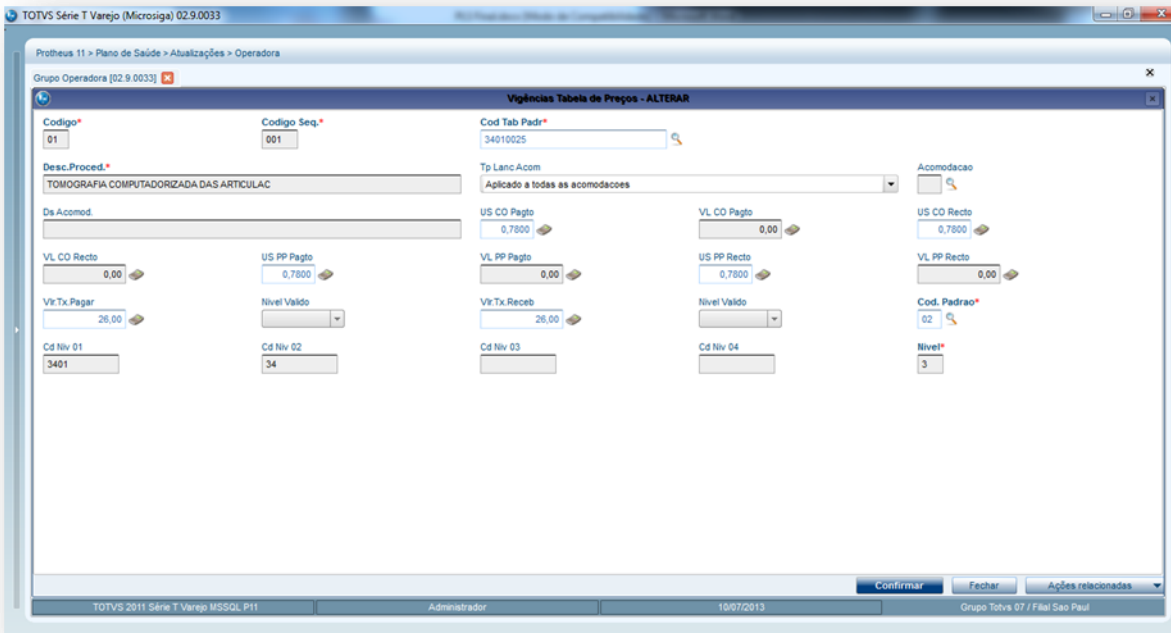 TOTVS Série T Varejo (Microsiga) 02.9.0033
Protheus 11 > Plano de Saúde > Atualizações > Operadora
Grupo Operadora [02.9.0033]
Vigências Tabela de Preços - ALTERAR
Codigo* Codigo Seq.* Cod Tab Padr*
01 001 34010025
Desc.Proced.* Tp Lanc Acom Acomodacao
TOMOGRAFIA COMPUTADORIZADA DAS ARTICULAC Aplicado a todas as acomodacoes
Ds Acomod. US CO Pagto VL CO Pagto US CO Recto
0,7800 0,00 0,7800
VL CO Recto US PP Pagto VL PP Pagto US PP Recto VL PP Recto
0,00 0,7800 0,00 0,7800 0,00
Vlr.Tx.Pagar Nivel Valido Vlr.Tx.Receb Nivel Valido Cod. Padrao*
26,00 26,00 02
Cd Niv 01 Cd Niv 02 Cd Niv 03 Cd Niv 04 Nivel*
3401 34 3
Confirmar Fechar Ações relacionadas
TOTVS 2011 Série T Varejo MSSQL P11 Administrador 10/07/2013 Grupo Totvs 07 / Filial Sao Paul